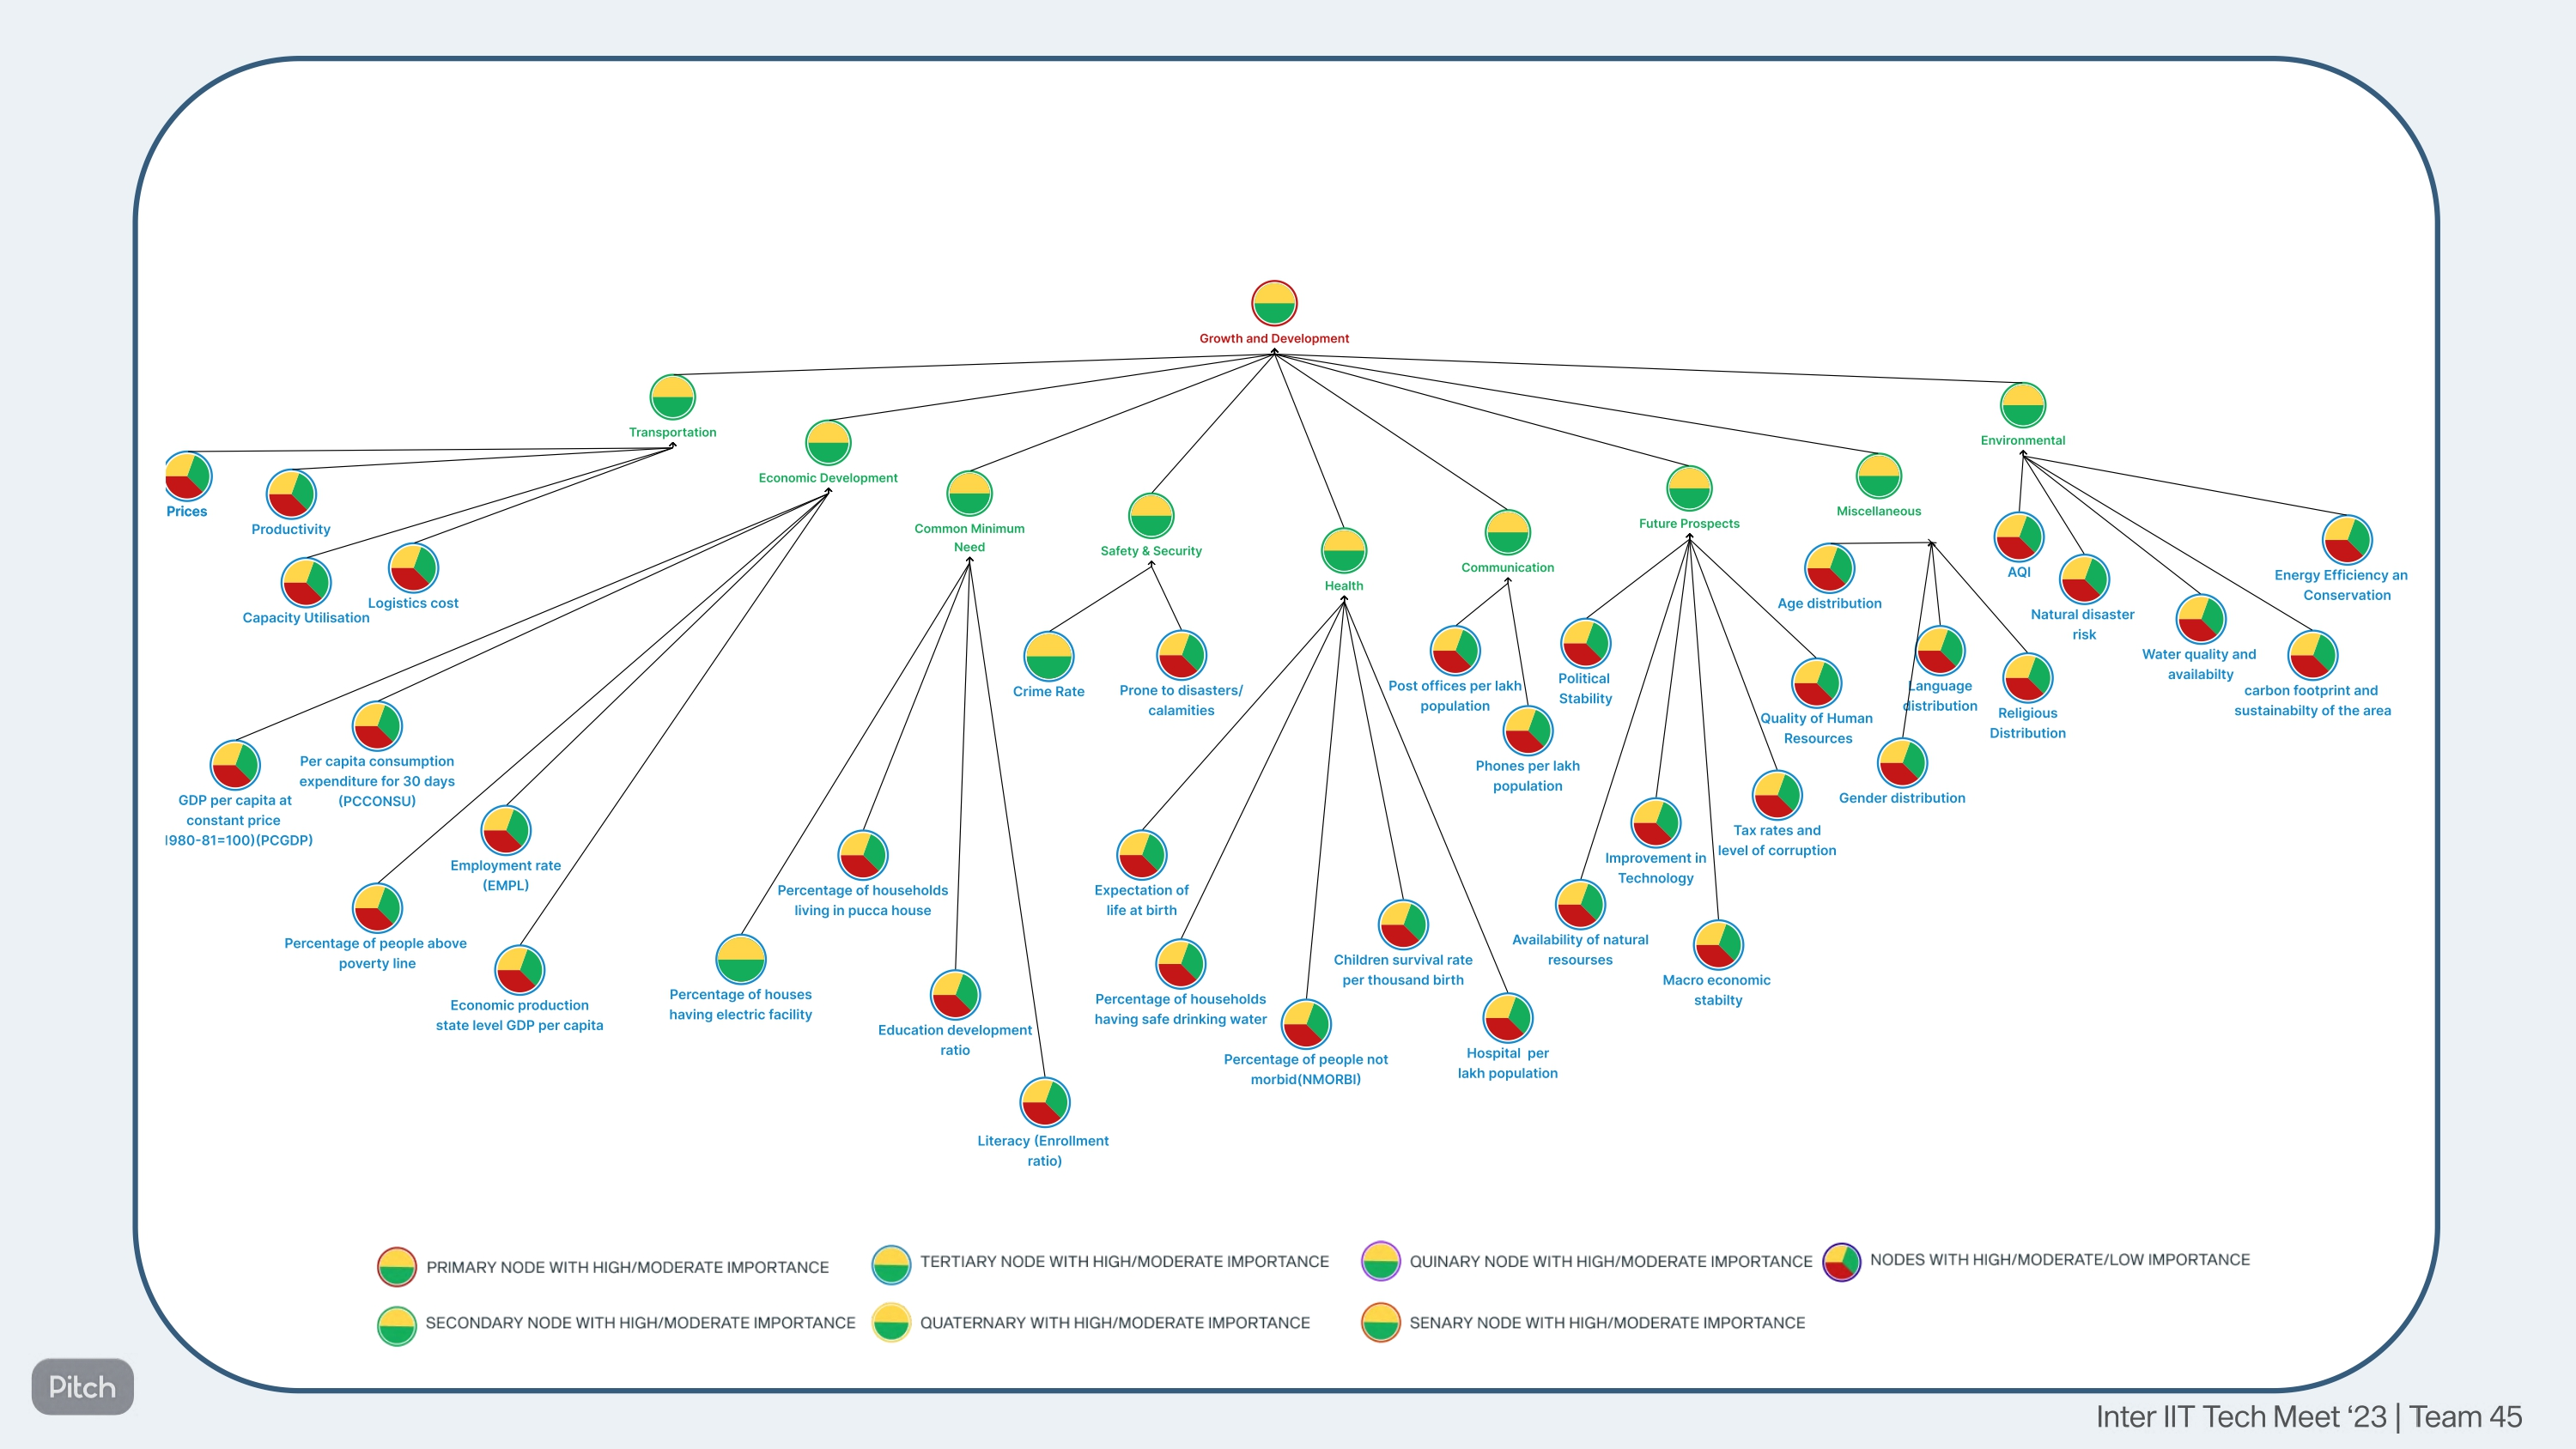 Growth and Development
Transportation
Economic Development
Common Minimum
Need
Safety & Security
Health
Communication
Future Prospects
Miscellaneous
Environmental
Prices
Productivity
Capacity Utilisation
Logistics cost
GDP per capita at
constant price
980-81=100)(PCGDP)
Per capita consumption
expenditure for 30 days
(PCCONSU)
Percentage of people above
poverty line
Employment rate
(EMPL)
Economic production
state level GDP per capita
Percentage of houses
having electric facility
Percentage of households
living in pucca house
Education development
ratio
Literacy (Enrollment
ratio)
Crime Rate
Prone to disasters/
calamities
Expectation of
life at birth
Percentage of households
having safe drinking water
Percentage of people not
morbid(NMORBI)
Children survival rate
per thousand birth
Hospital per
lakh population
Post offices per lakh
population
Phones per lakh
population
Political
Stability
Availability of natural
resourses
Improvement in
Technology
Macro economic
stabilty
Tax rates and
level of corruption
Quality of Human
Resources
Age distribution
Gender distribution
Language
distribution
Religious
Distribution
AQI
Natural disaster
risk
Water quality and
availabilty
carbon footprint and
sustainabilty of the area
Energy Efficiency an
Conservation
PRIMARY NODE WITH HIGH/MODERATE IMPORTANCE
TERTIARY NODE WITH HIGH/MODERATE IMPORTANCE
QUINARY NODE WITH HIGH/MODERATE IMPORTANCE
NODES WITH HIGH/MODERATE/LOW IMPORTANCE
SECONDARY NODE WITH HIGH/MODERATE IMPORTANCE
QUATERNARY WITH HIGH/MODERATE IMPORTANCE
SENARY NODE WITH HIGH/MODERATE IMPORTANCE
Pitch
Inter IIT Tech Meet ‘23 | Team 45